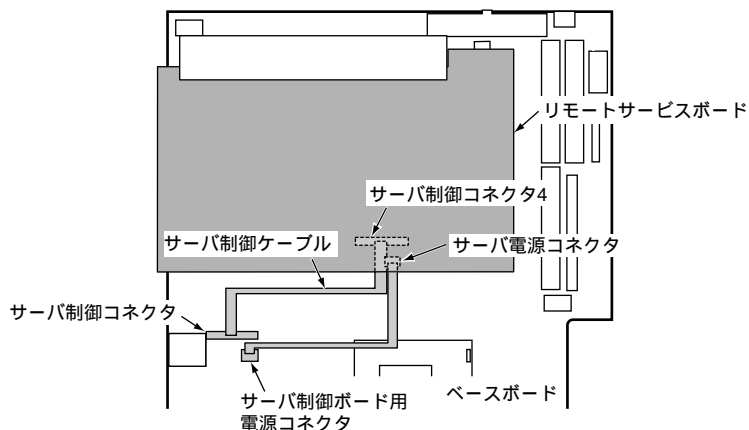 リモートサービスボード
サーバ制御コネクタ4
サーバ制御ケーブル
サーバ電源コネクタ
サーバ制御コネクタ
ベースボード
サーバ制御ボード用
電源コネクタ